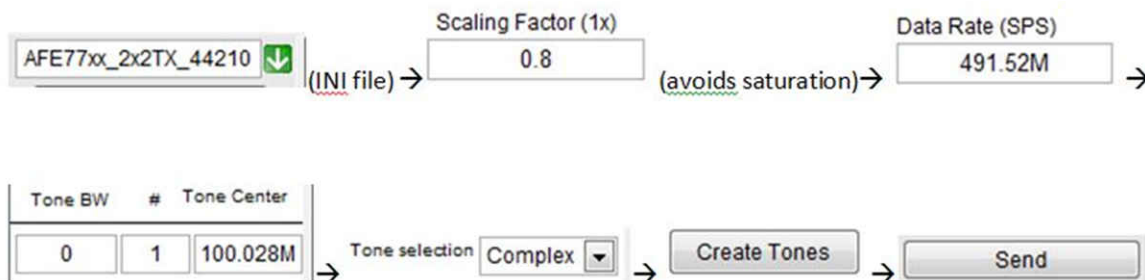 Scaling Factor (1x)
Data Rate (SPS)
AFE77xx_2x2TX_44210 (INI file) → 0.8 (avoids saturation) → 491.52M →
Tone BW # Tone Center
0 1 100.028M → Tone selection Complex → Create Tones → Send